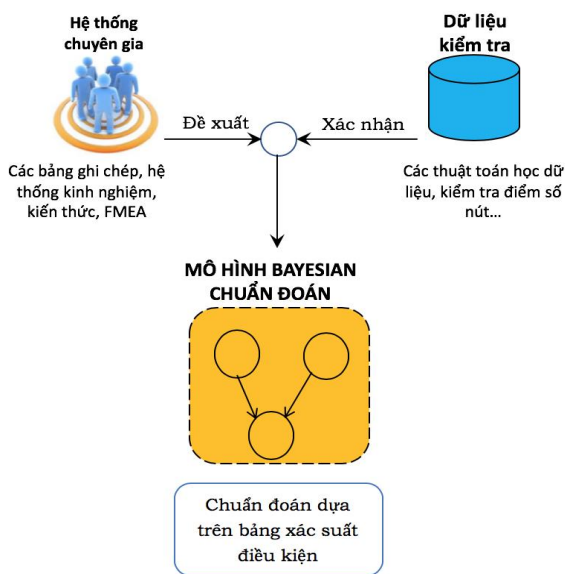 Hệ thống
chuyên gia
Dữ liệu
kiểm tra
Đề xuất
Xác nhận
Các bảng ghi chép, hệ
thống kinh nghiệm,
kiến thức, FMEA
Các thuật toán học dữ
liệu, kiểm tra điểm số
nút...
MÔ HÌNH BAYESIAN
CHUẨN ĐOÁN
Chuẩn đoán dựa
trên bảng xác suất
điều kiện